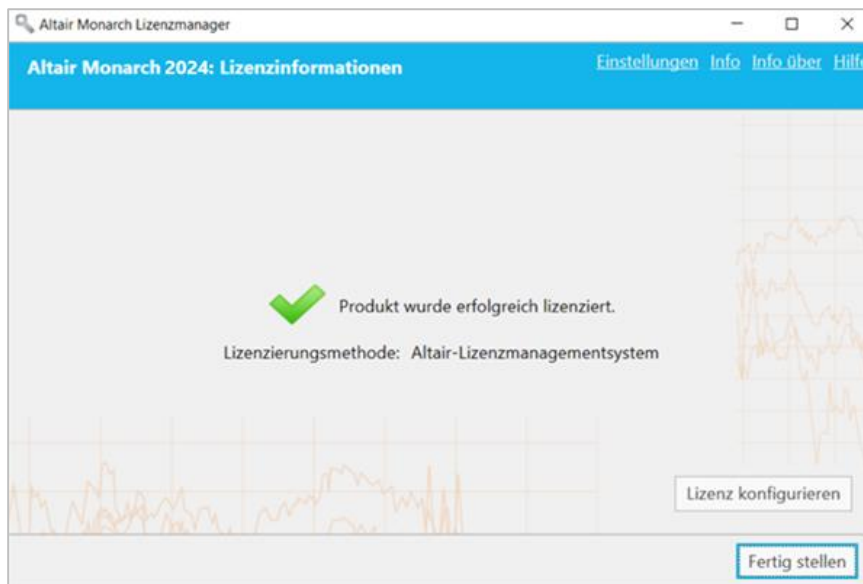 Altair Monarch Lizenzmanager
Altair Monarch 2024: Lizenzinformationen
Einstellungen Info Info über Hilfe
Produkt wurde erfolgreich lizenziert.
Lizenzierungsmethode: Altair-Lizenzmanagementsystem
Lizenz konfigurieren
Fertig stellen